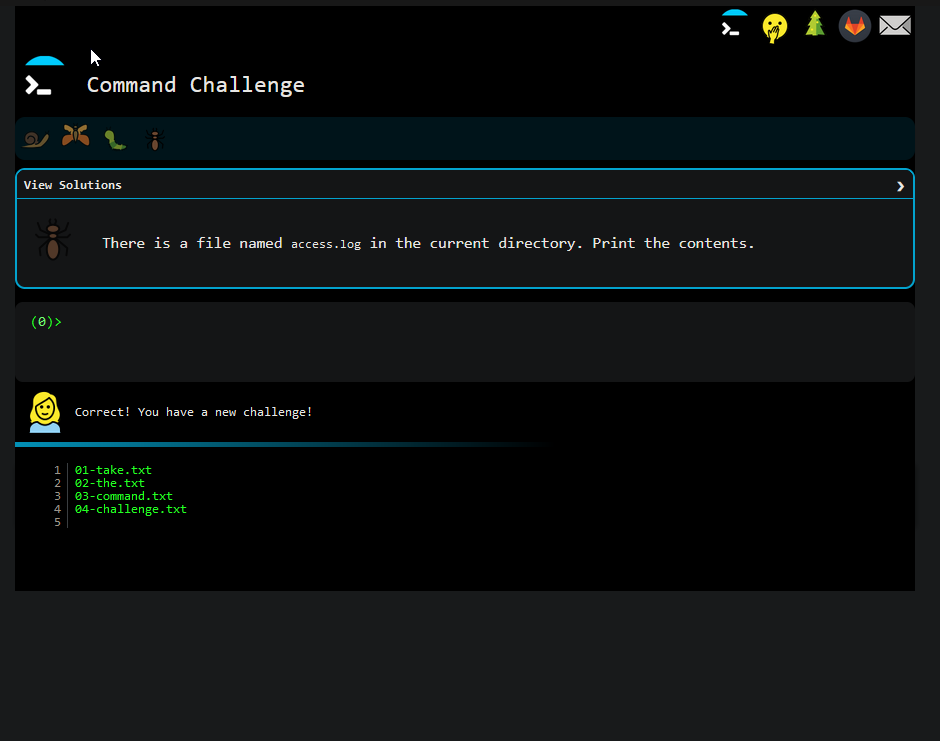 Command Challenge
View Solutions
There is a file named access.log in the current directory. Print the contents.
(0)>
Correct! You have a new challenge!
1 01-take.txt
2 02-the.txt
3 03-command.txt
4 04-challenge.txt
5